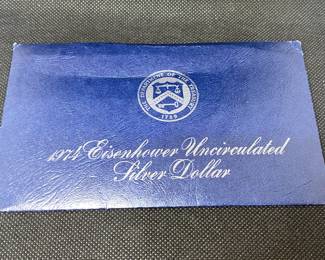 THE DEPARTMENT OF THE TREASURY
1789
1974 Eisenhower Uncirculated
Silver Dollar